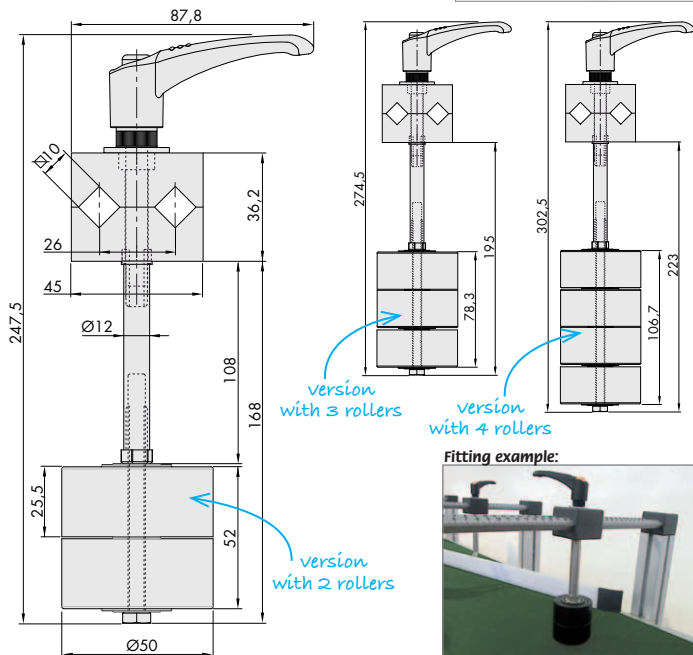 87,8
247,5
10
26
45
36,2
Ø12
108
168
25,5
52
Ø50
version
with 2 rollers
274,5
195
78,3
version
with 3 rollers
302,5
223
106,7
version
with 4 rollers
Fitting example: